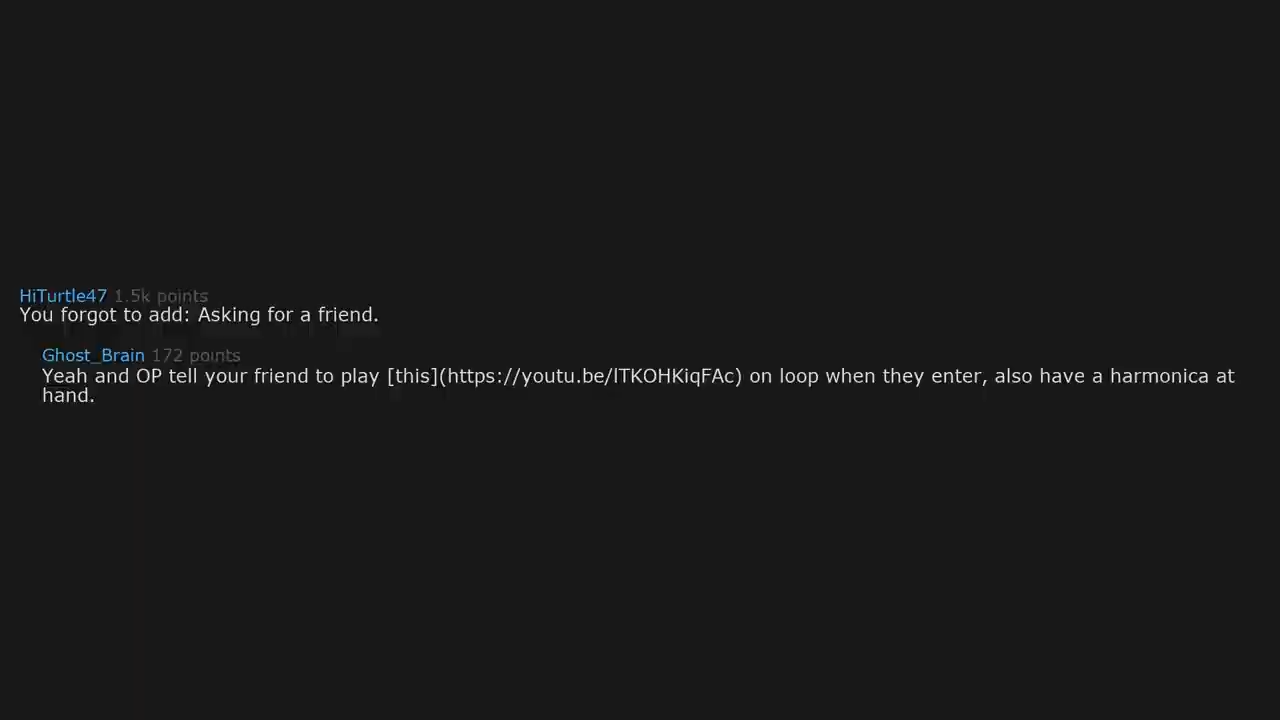 HiTurtle47 1.5k points
You forgot to add: Asking for a friend.
Ghost_Brain 172 points
Yeah and OP tell your friend to play [this](https://youtu.be/lTKOHKiqFAc) on loop when they enter, also have a harmonica at
hand.